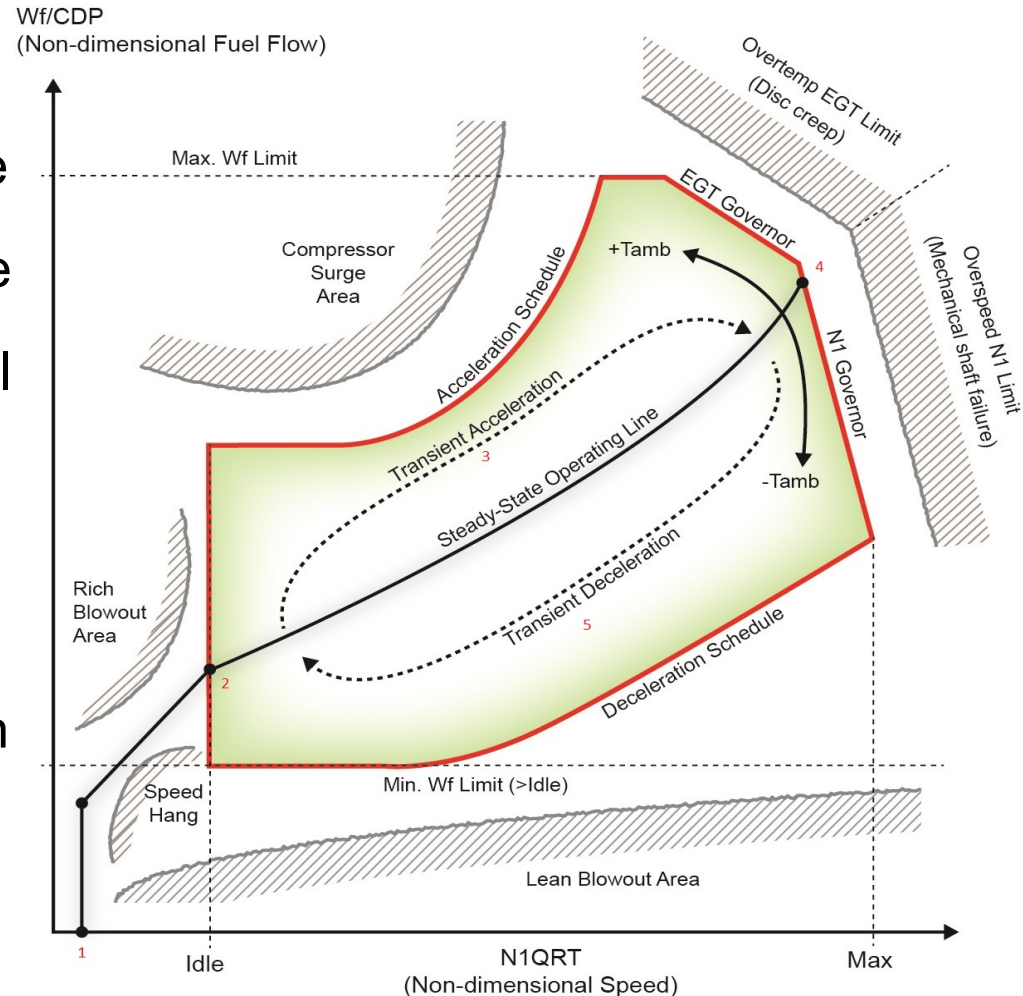 Wf/CDP
(Non-dimensional Fuel Flow)
Overtemp EGT Limit
(Disc creep)
Max. Wf Limit
EGT Governor
Compressor
Surge
Area
+Tamb
4
Overspeed N1 Limit
(Mechanical shaft failure)
Acceleration Schedule
N1 Governor
Transient Acceleration
3
Steady-State Operating Line
-Tamb
Rich
Blowout
Area
Transient Deceleration
5
2
Deceleration Schedule
Min. Wf Limit (>Idle)
Speed
Hang
Lean Blowout Area
1
Idle
N1QRT
(Non-dimensional Speed)
Max
e
e
l
n